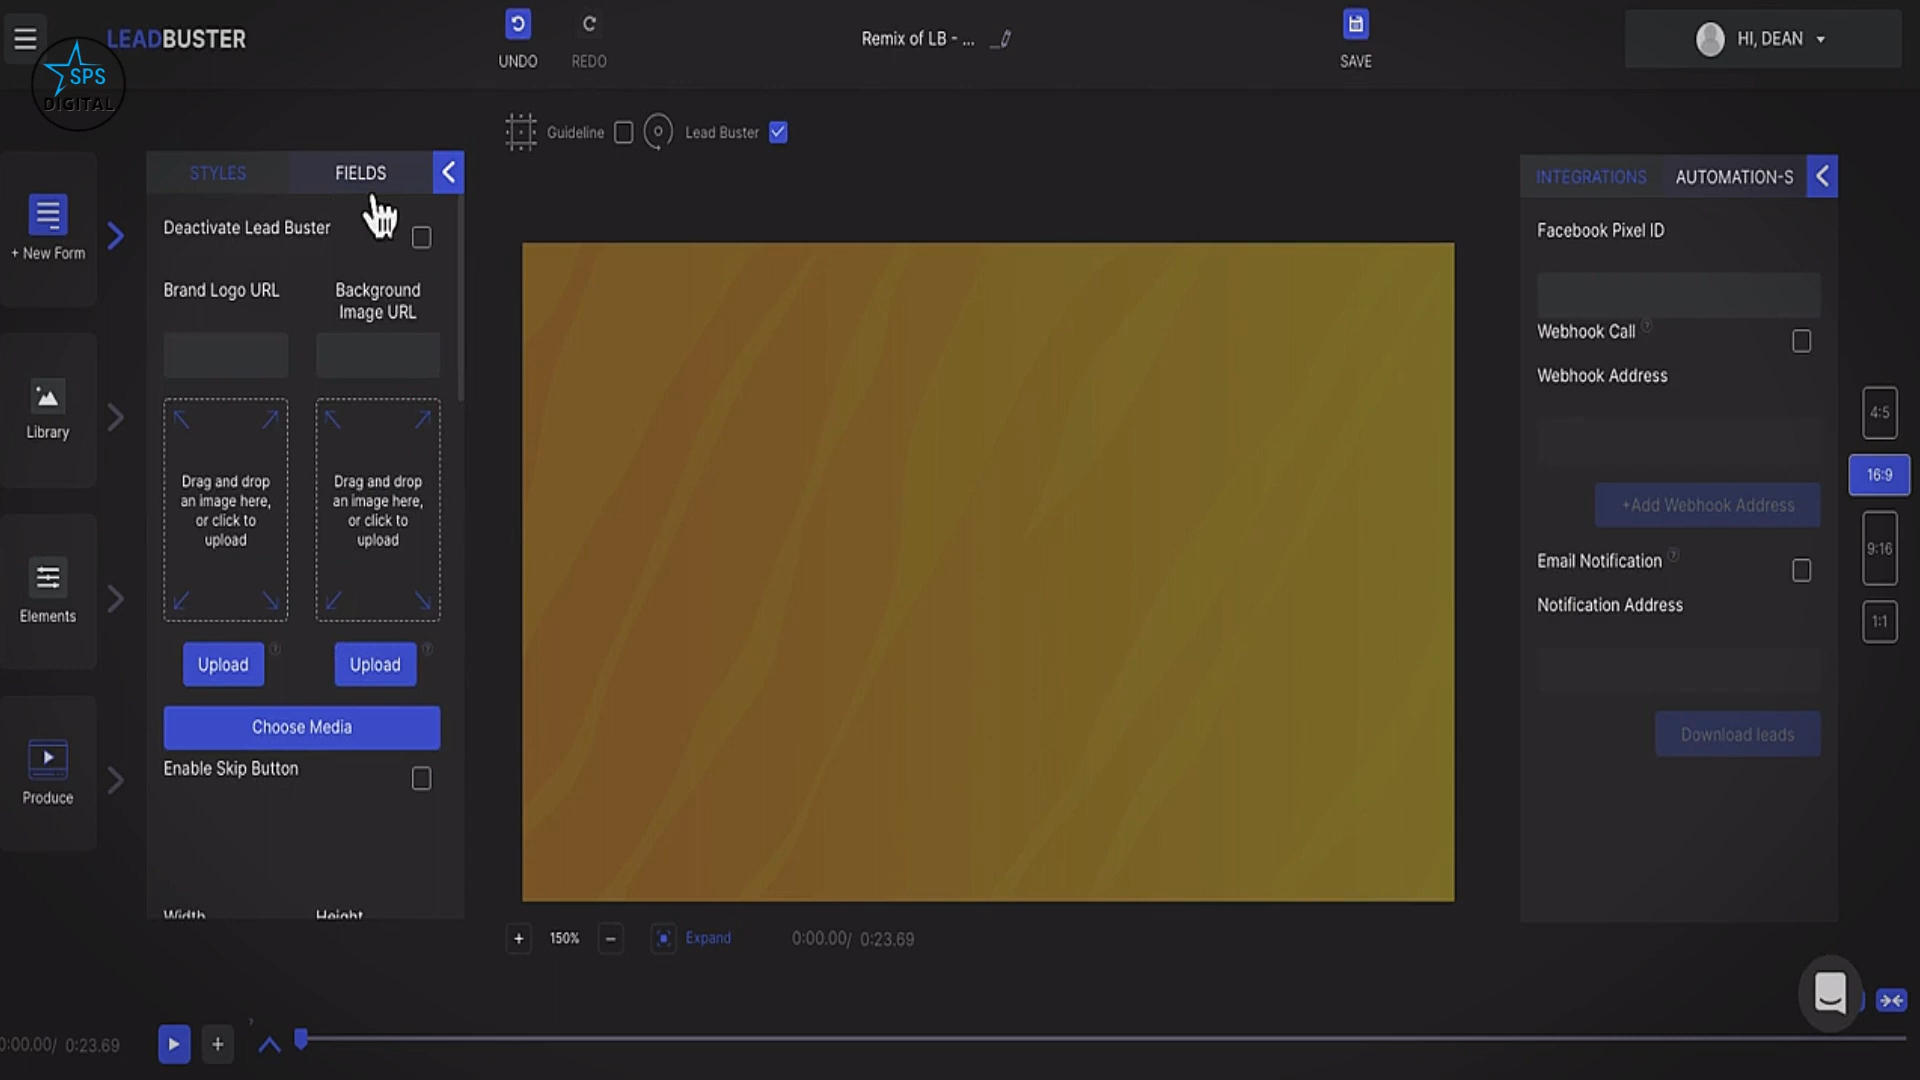 LEADBUSTER
SPS
DIGITAL
UNDO
REDO
Remix of LB - ...
SAVE
HI, DEAN
Guideline
Lead Buster
+ New Form
Library
Elements
Produce
STYLES
FIELDS
Deactivate Lead Buster
Brand Logo URL
Background
Image URL
Drag and drop
an image here,
or click to
upload
Drag and drop
an image here,
or click to
upload
Upload
?
Upload
?
Choose Media
Enable Skip Button
Width
Height
+
150%
−
Expand
0:00.00/ 0:23.69
INTEGRATIONS
AUTOMATION-S
Facebook Pixel ID
Webhook Call ?
Webhook Address
+Add Webhook Address
Email Notification ?
Notification Address
Download leads
4:5
16:9
9:16
1:1
0:00.00/ 0:23.69
+
?